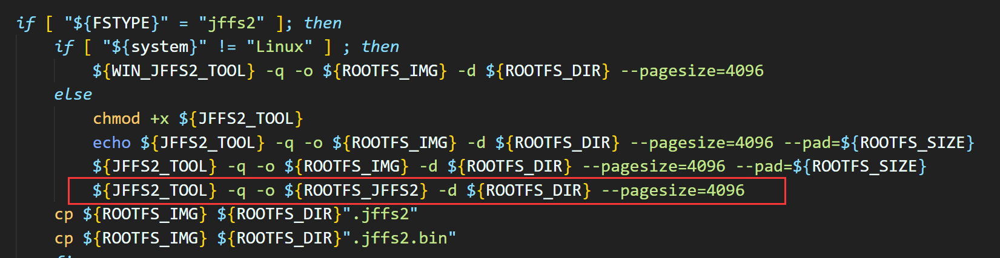 if [ "${FSTYPE}" = "jffs2" ]; then
if [ "${system}" != "Linux" ] ; then
${WIN_JFFS2_TOOL} -q -o ${ROOTFS_IMG} -d ${ROOTFS_DIR} --pagesize=4096
else
chmod +x ${JFFS2_TOOL}
echo ${JFFS2_TOOL} -q -o ${ROOTFS_IMG} -d ${ROOTFS_DIR} --pagesize=4096 --pad=${ROOTFS_SIZE}
${JFFS2_TOOL} -q -o ${ROOTFS_IMG} -d ${ROOTFS_DIR} --pagesize=4096 --pad=${ROOTFS_SIZE}
${JFFS2_TOOL} -q -o ${ROOTFS_JFFS2} -d ${ROOTFS_DIR} --pagesize=4096
cp ${ROOTFS_IMG} ${ROOTFS_DIR}".jffs2"
cp ${ROOTFS_IMG} ${ROOTFS_DIR}".jffs2.bin"